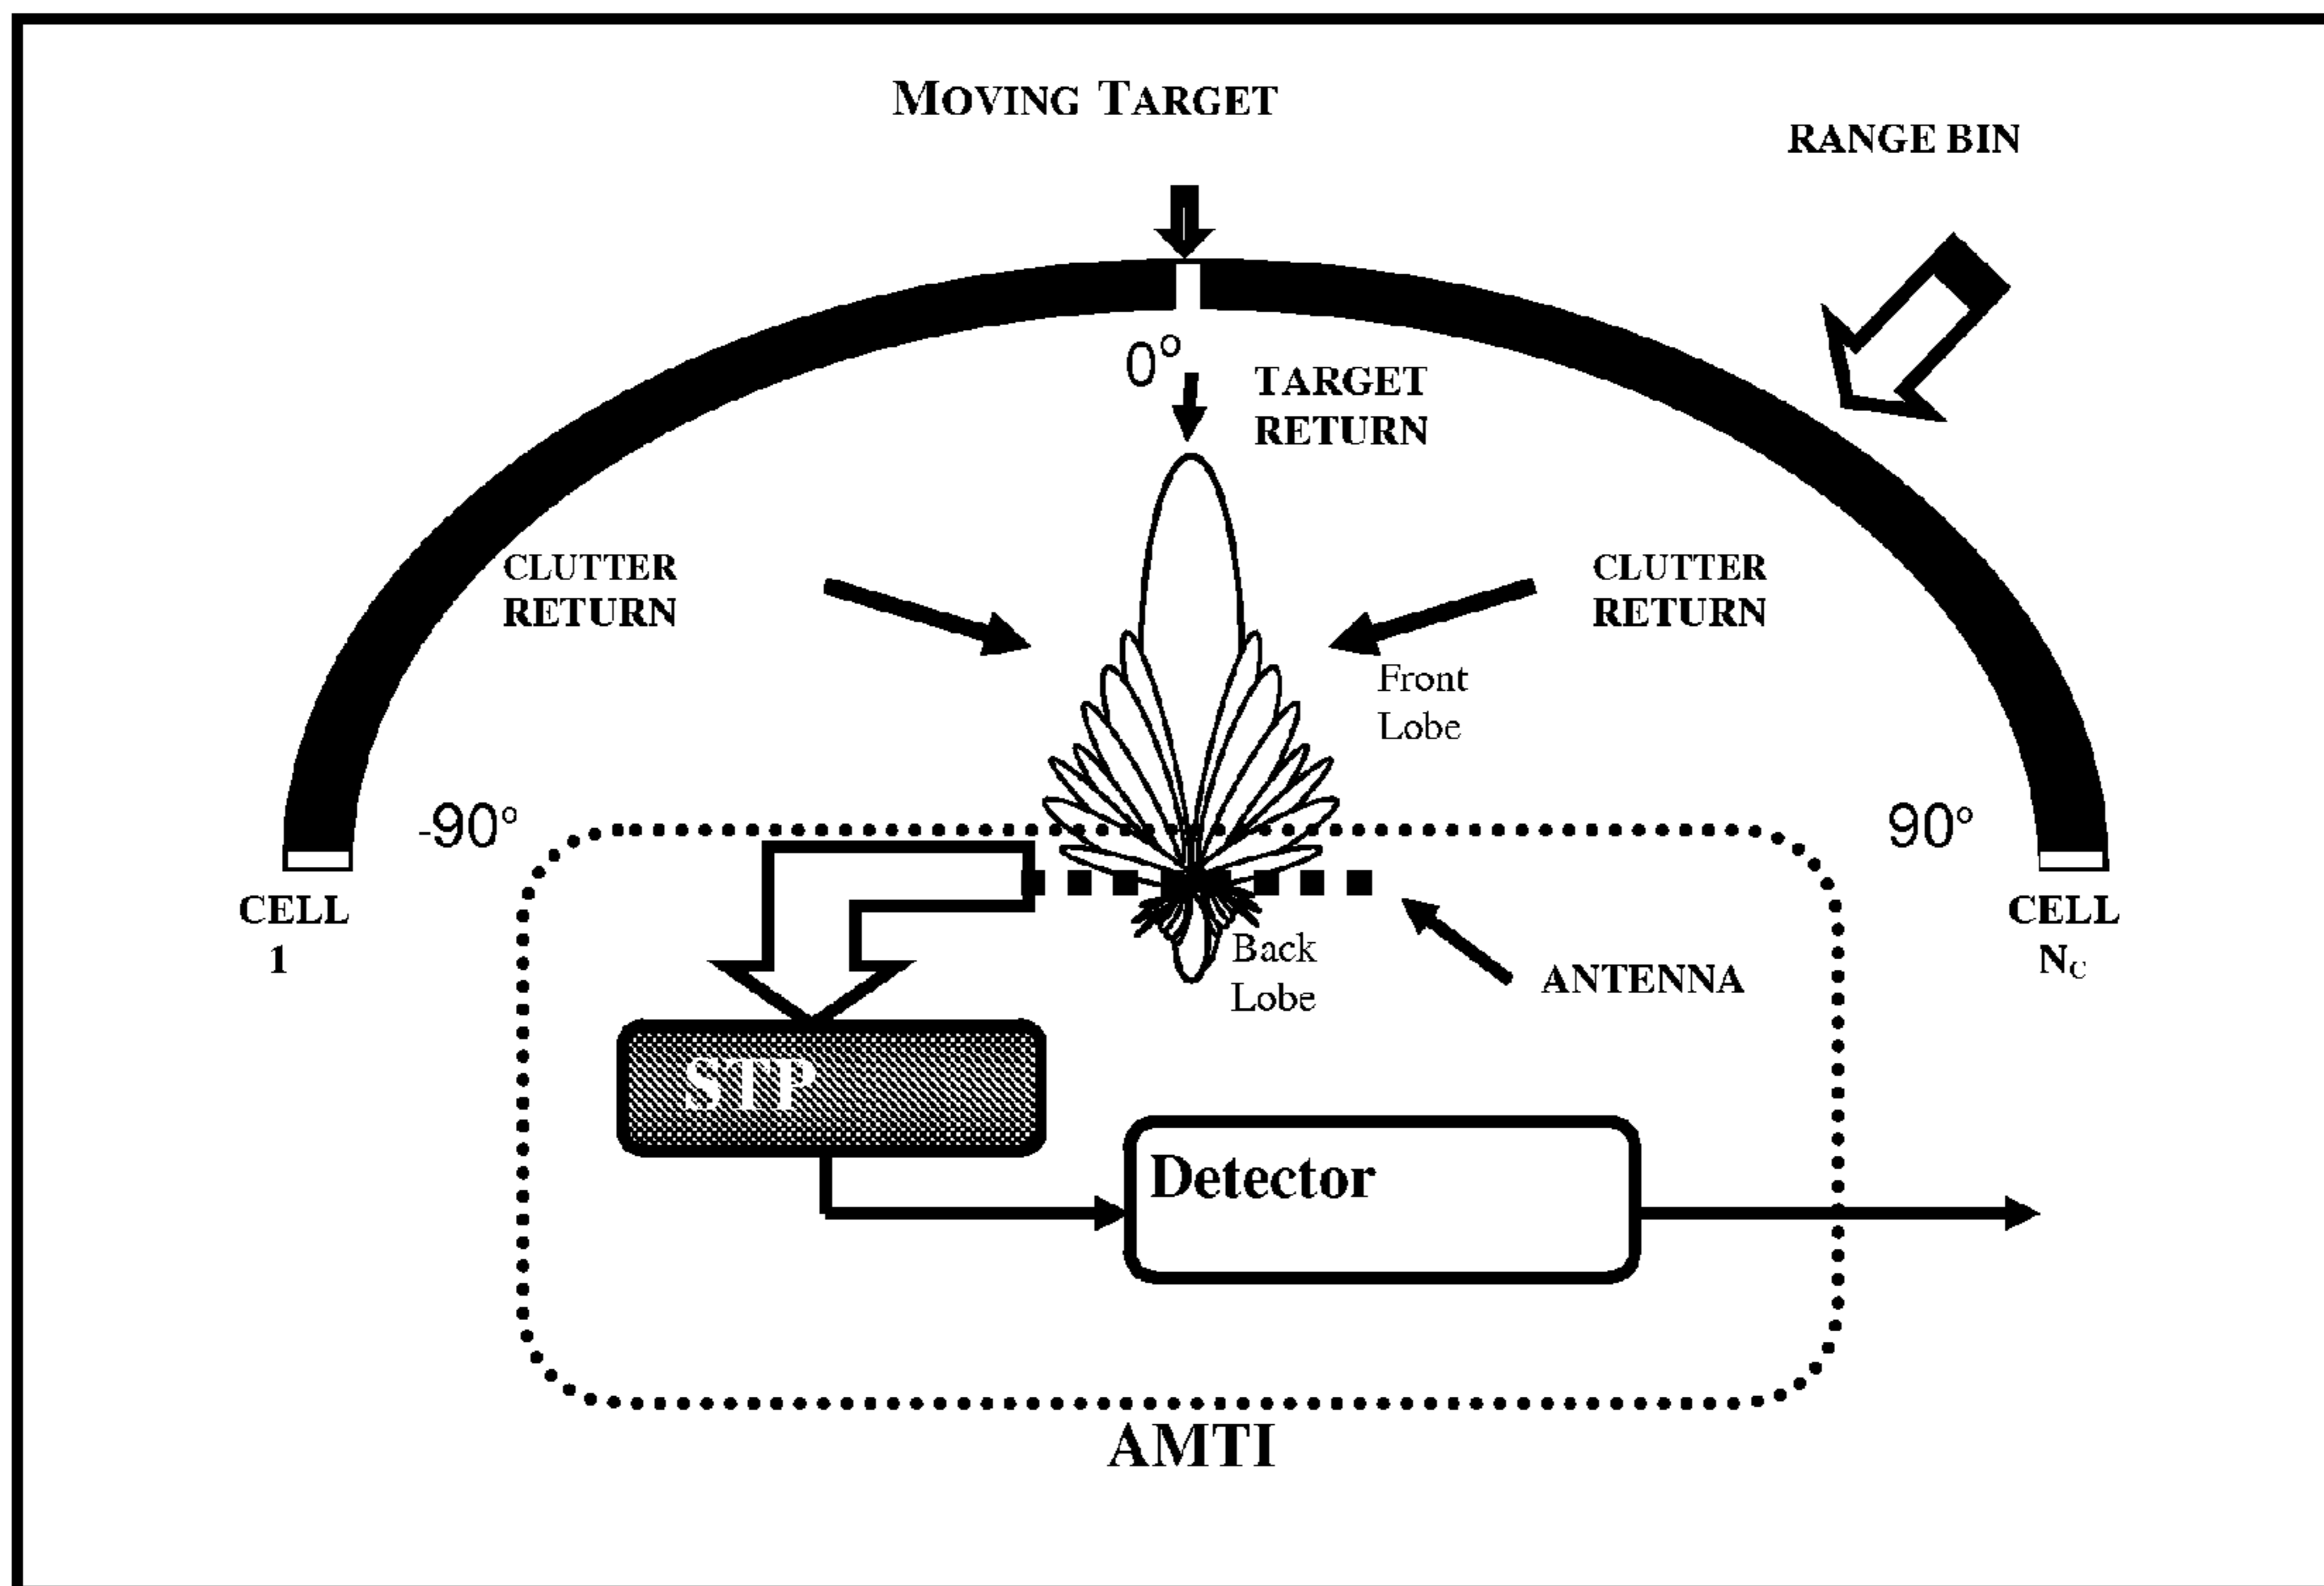 MOVING TARGET
RANGE BIN
0°
TARGET
RETURN
CLUTTER
RETURN
CLUTTER
RETURN
Front
Lobe
-90°
90°
CELL
1
CELL
NC
Back
Lobe
ANTENNA
STP
Detector
AMTI